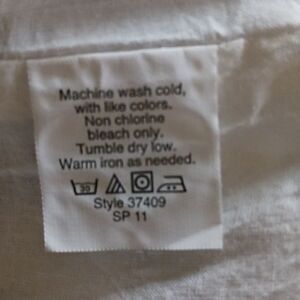 Machine wash cold,
with like colors.
Non chlorine
bleach only.
Tumble dry low.
Warm iron as needed.
30
Style 37409
SP 11